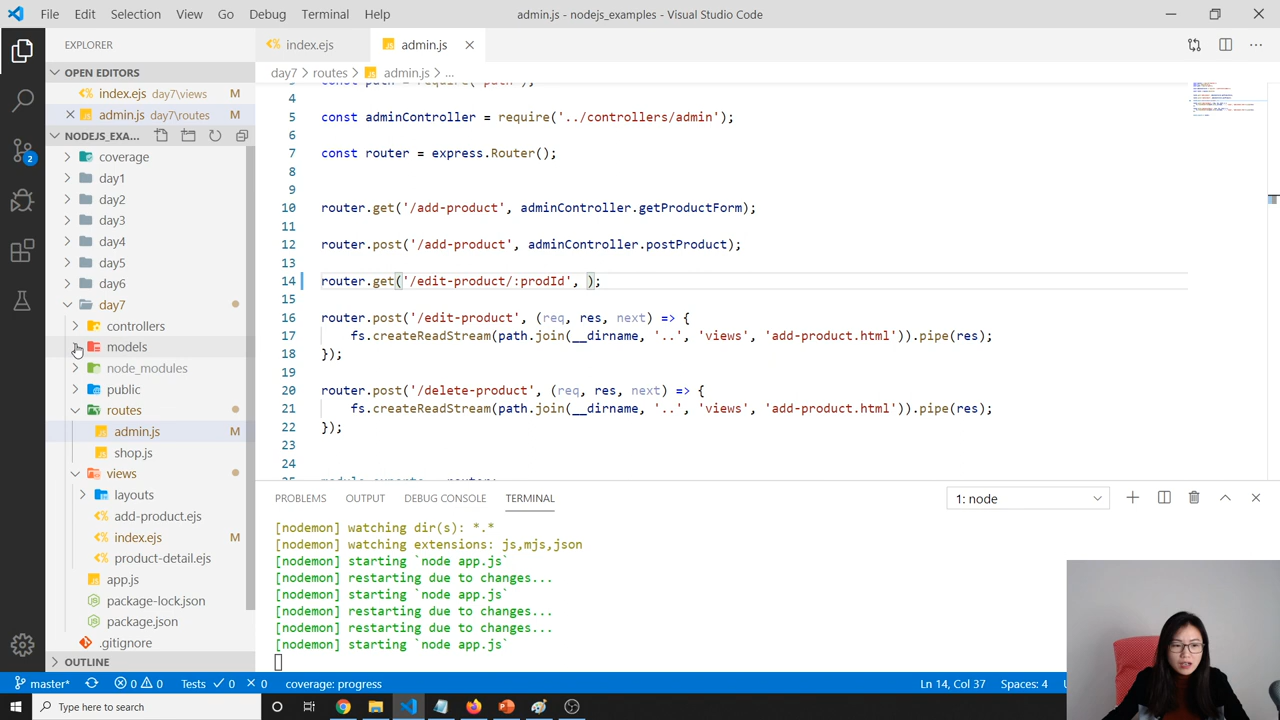 File Edit Selection View Go Debug Terminal Help
admin.js - nodejs_examples - Visual Studio Code
EXPLORER
index.ejs
admin.js
OPEN EDITORS
day7 > routes > admin.js > ...
index.ejs day7\views M
admin.js day7\routes M
NODEJS_EXA...
coverage
day1
day2
day3
day4
day5
day6
day7
controllers
models
node_modules
public
routes
admin.js M
shop.js
views
layouts
add-product.ejs
index.ejs M
product-detail.ejs
app.js
package-lock.json
package.json
.gitignore
OUTLINE
4
5 const adminController = require('../controllers/admin');
6
7 const router = express.Router();
8
9
10 router.get('/add-product', adminController.getProductForm);
11
12 router.post('/add-product', adminController.postProduct);
13
14 router.get('/edit-product/:prodId', );
15
16 router.post('/edit-product', (req, res, next) => {
17 fs.createReadStream(path.join(__dirname, '..', 'views', 'add-product.html')).pipe(res);
18 });
19
20 router.post('/delete-product', (req, res, next) => {
21 fs.createReadStream(path.join(__dirname, '..', 'views', 'add-product.html')).pipe(res);
22 });
23
24
PROBLEMS OUTPUT DEBUG CONSOLE TERMINAL
1: node
[nodemon] watching dir(s): *.*
[nodemon] watching extensions: js,mjs,json
[nodemon] starting `node app.js`
[nodemon] restarting due to changes...
[nodemon] starting `node app.js`
[nodemon] restarting due to changes...
[nodemon] restarting due to changes...
[nodemon] starting `node app.js`
2
master* 0 0 Tests 0 0 coverage: progress
Ln 14, Col 37 Spaces: 4
Type here to search